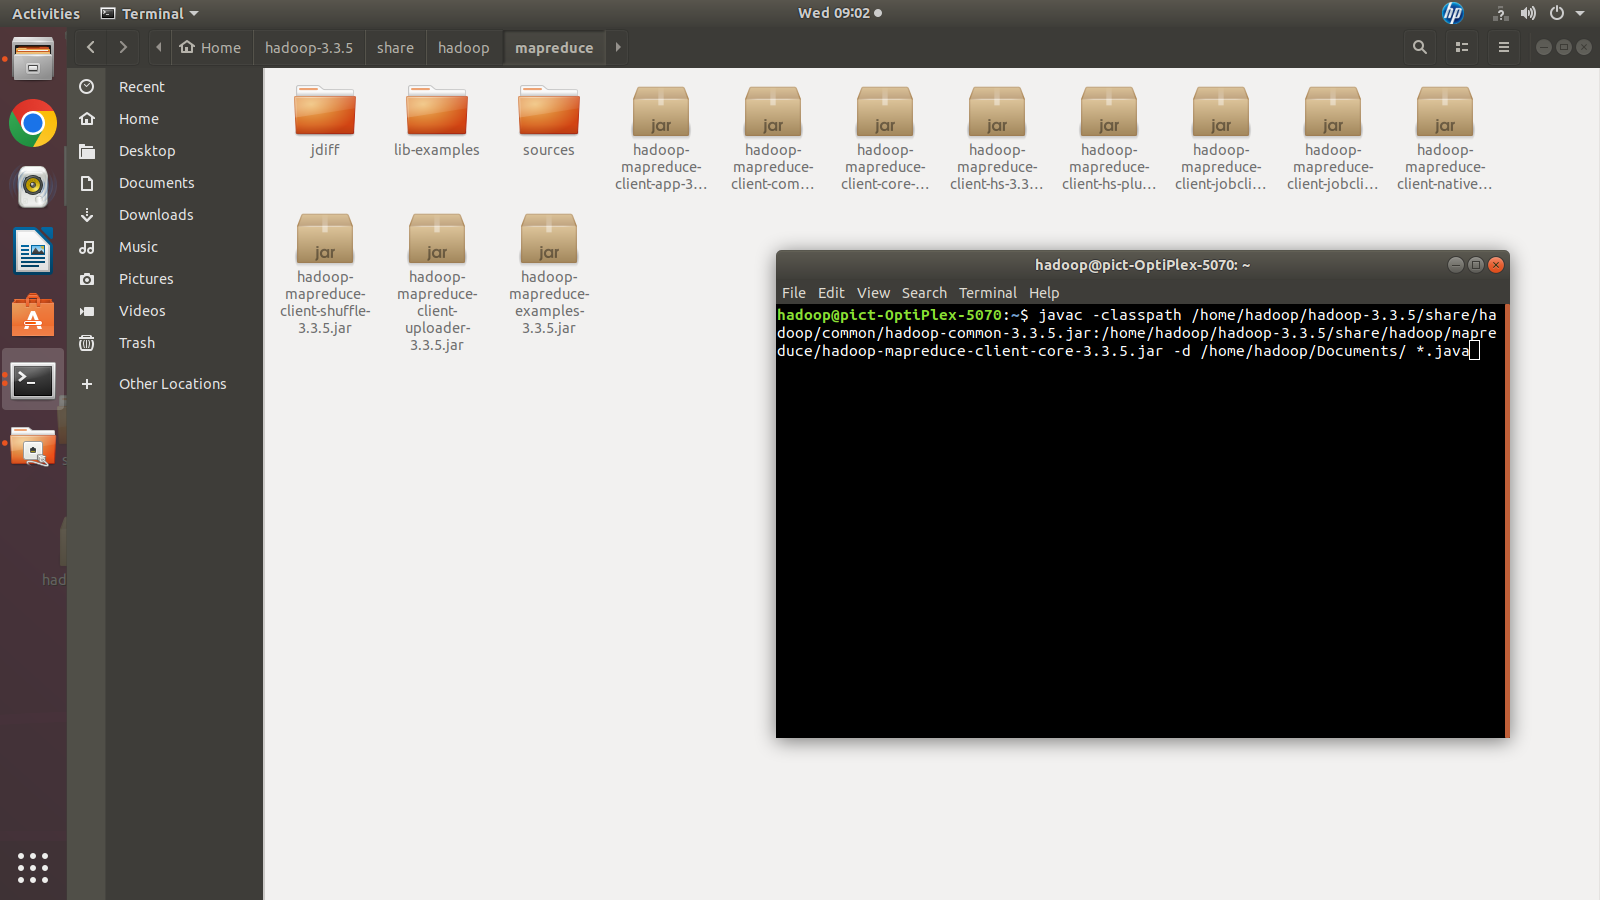 Activities
Terminal
Wed 09:02
hp
Home
hadoop-3.3.5
share
hadoop
mapreduce
Recent
Home
Desktop
Documents
Downloads
Music
Pictures
Videos
Trash
Other Locations
jdiff
lib-examples
sources
jar
hadoop-
mapreduce-
client-app-3...
jar
hadoop-
mapreduce-
client-com...
jar
hadoop-
mapreduce-
client-core-...
jar
hadoop-
mapreduce-
client-hs-3.3...
jar
hadoop-
mapreduce-
client-hs-plu...
jar
hadoop-
mapreduce-
client-jobcli...
jar
hadoop-
mapreduce-
client-jobcli...
jar
hadoop-
mapreduce-
client-native...
jar
hadoop-
mapreduce-
client-shuffle-
3.3.5.jar
jar
hadoop-
mapreduce-
client-
uploader-
3.3.5.jar
jar
hadoop-
mapreduce-
examples-
3.3.5.jar
had
hadoop@pict-OptiPlex-5070: ~
File Edit View Search Terminal Help
hadoop@pict-OptiPlex-5070:~$ javac -classpath /home/hadoop/hadoop-3.3.5/share/ha
doop/common/hadoop-common-3.3.5.jar:/home/hadoop/hadoop-3.3.5/share/hadoop/mapre
duce/hadoop-mapreduce-client-core-3.3.5.jar -d /home/hadoop/Documents/ *.java